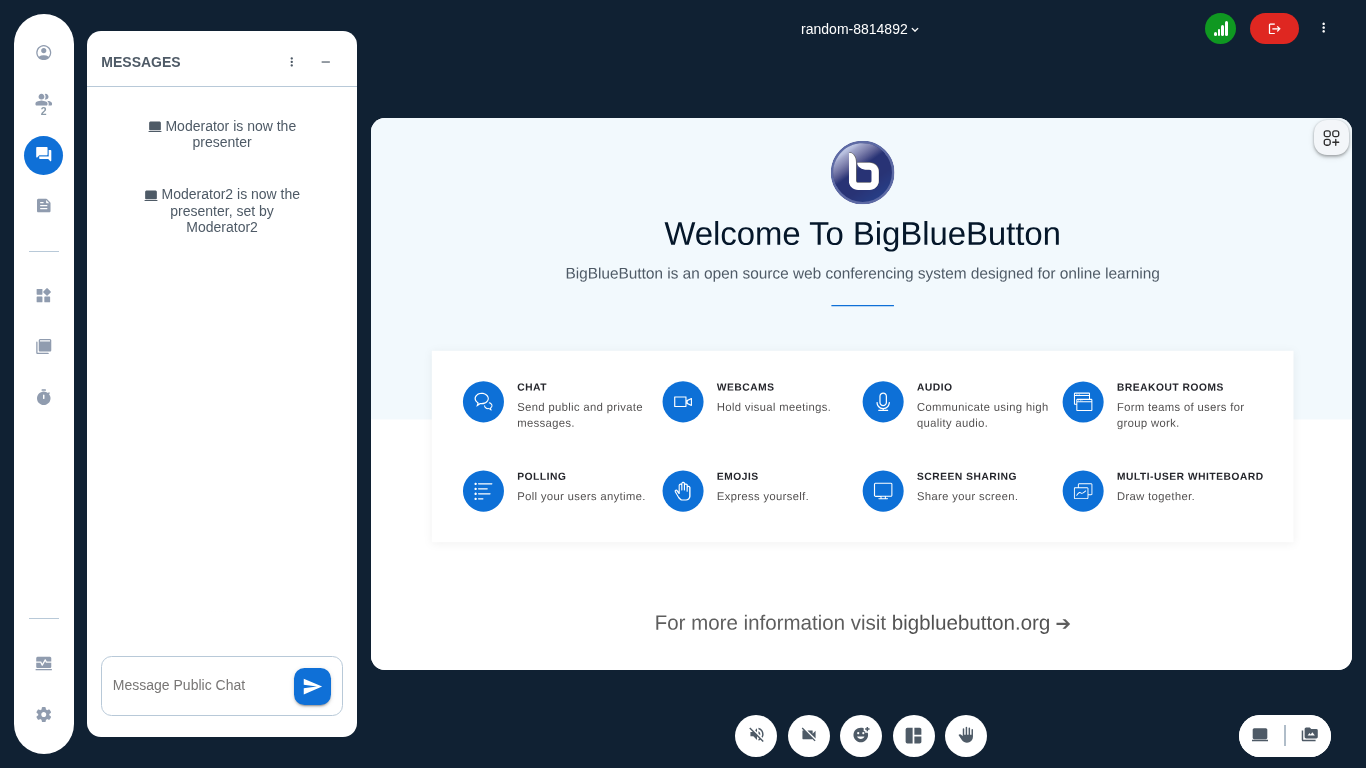 random-8814892
MESSAGES
2
Moderator is now the
presenter
Moderator2 is now the
presenter, set by
Moderator2
Message Public Chat
Welcome To BigBlueButton
BigBlueButton is an open source web conferencing system designed for online learning
CHAT
Send public and private
messages.
WEBCAMS
Hold visual meetings.
AUDIO
Communicate using high
quality audio.
BREAKOUT ROOMS
Form teams of users for
group work.
POLLING
Poll your users anytime.
EMOJIS
Express yourself.
SCREEN SHARING
Share your screen.
MULTI-USER WHITEBOARD
Draw together.
For more information visit bigbluebutton.org ➔